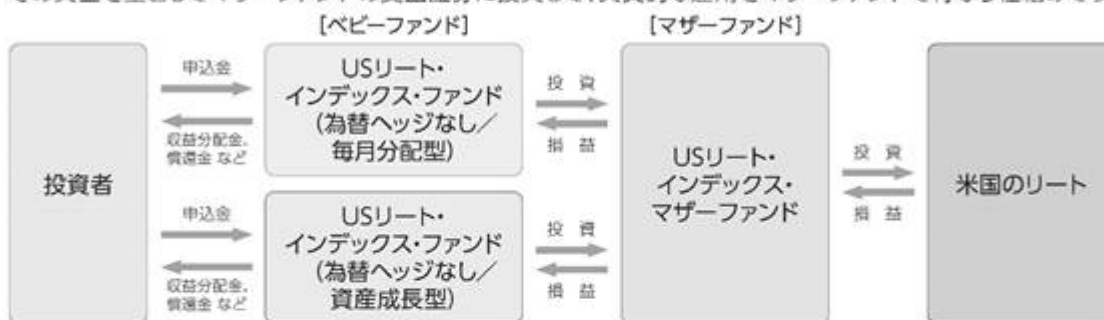 [ベビーファンド]
[マザーファンド]
投資者
申込金
収益分配金、
償還金 など
USリート・
インデックス・ファンド
(為替ヘッジなし/
毎月分配型)
投 資
損 益
申込金
収益分配金、
償還金 など
USリート・
インデックス・ファンド
(為替ヘッジなし/
資産成長型)
投 資
損 益
USリート・
インデックス・
マザーファンド
投 資
損 益
米国のリート